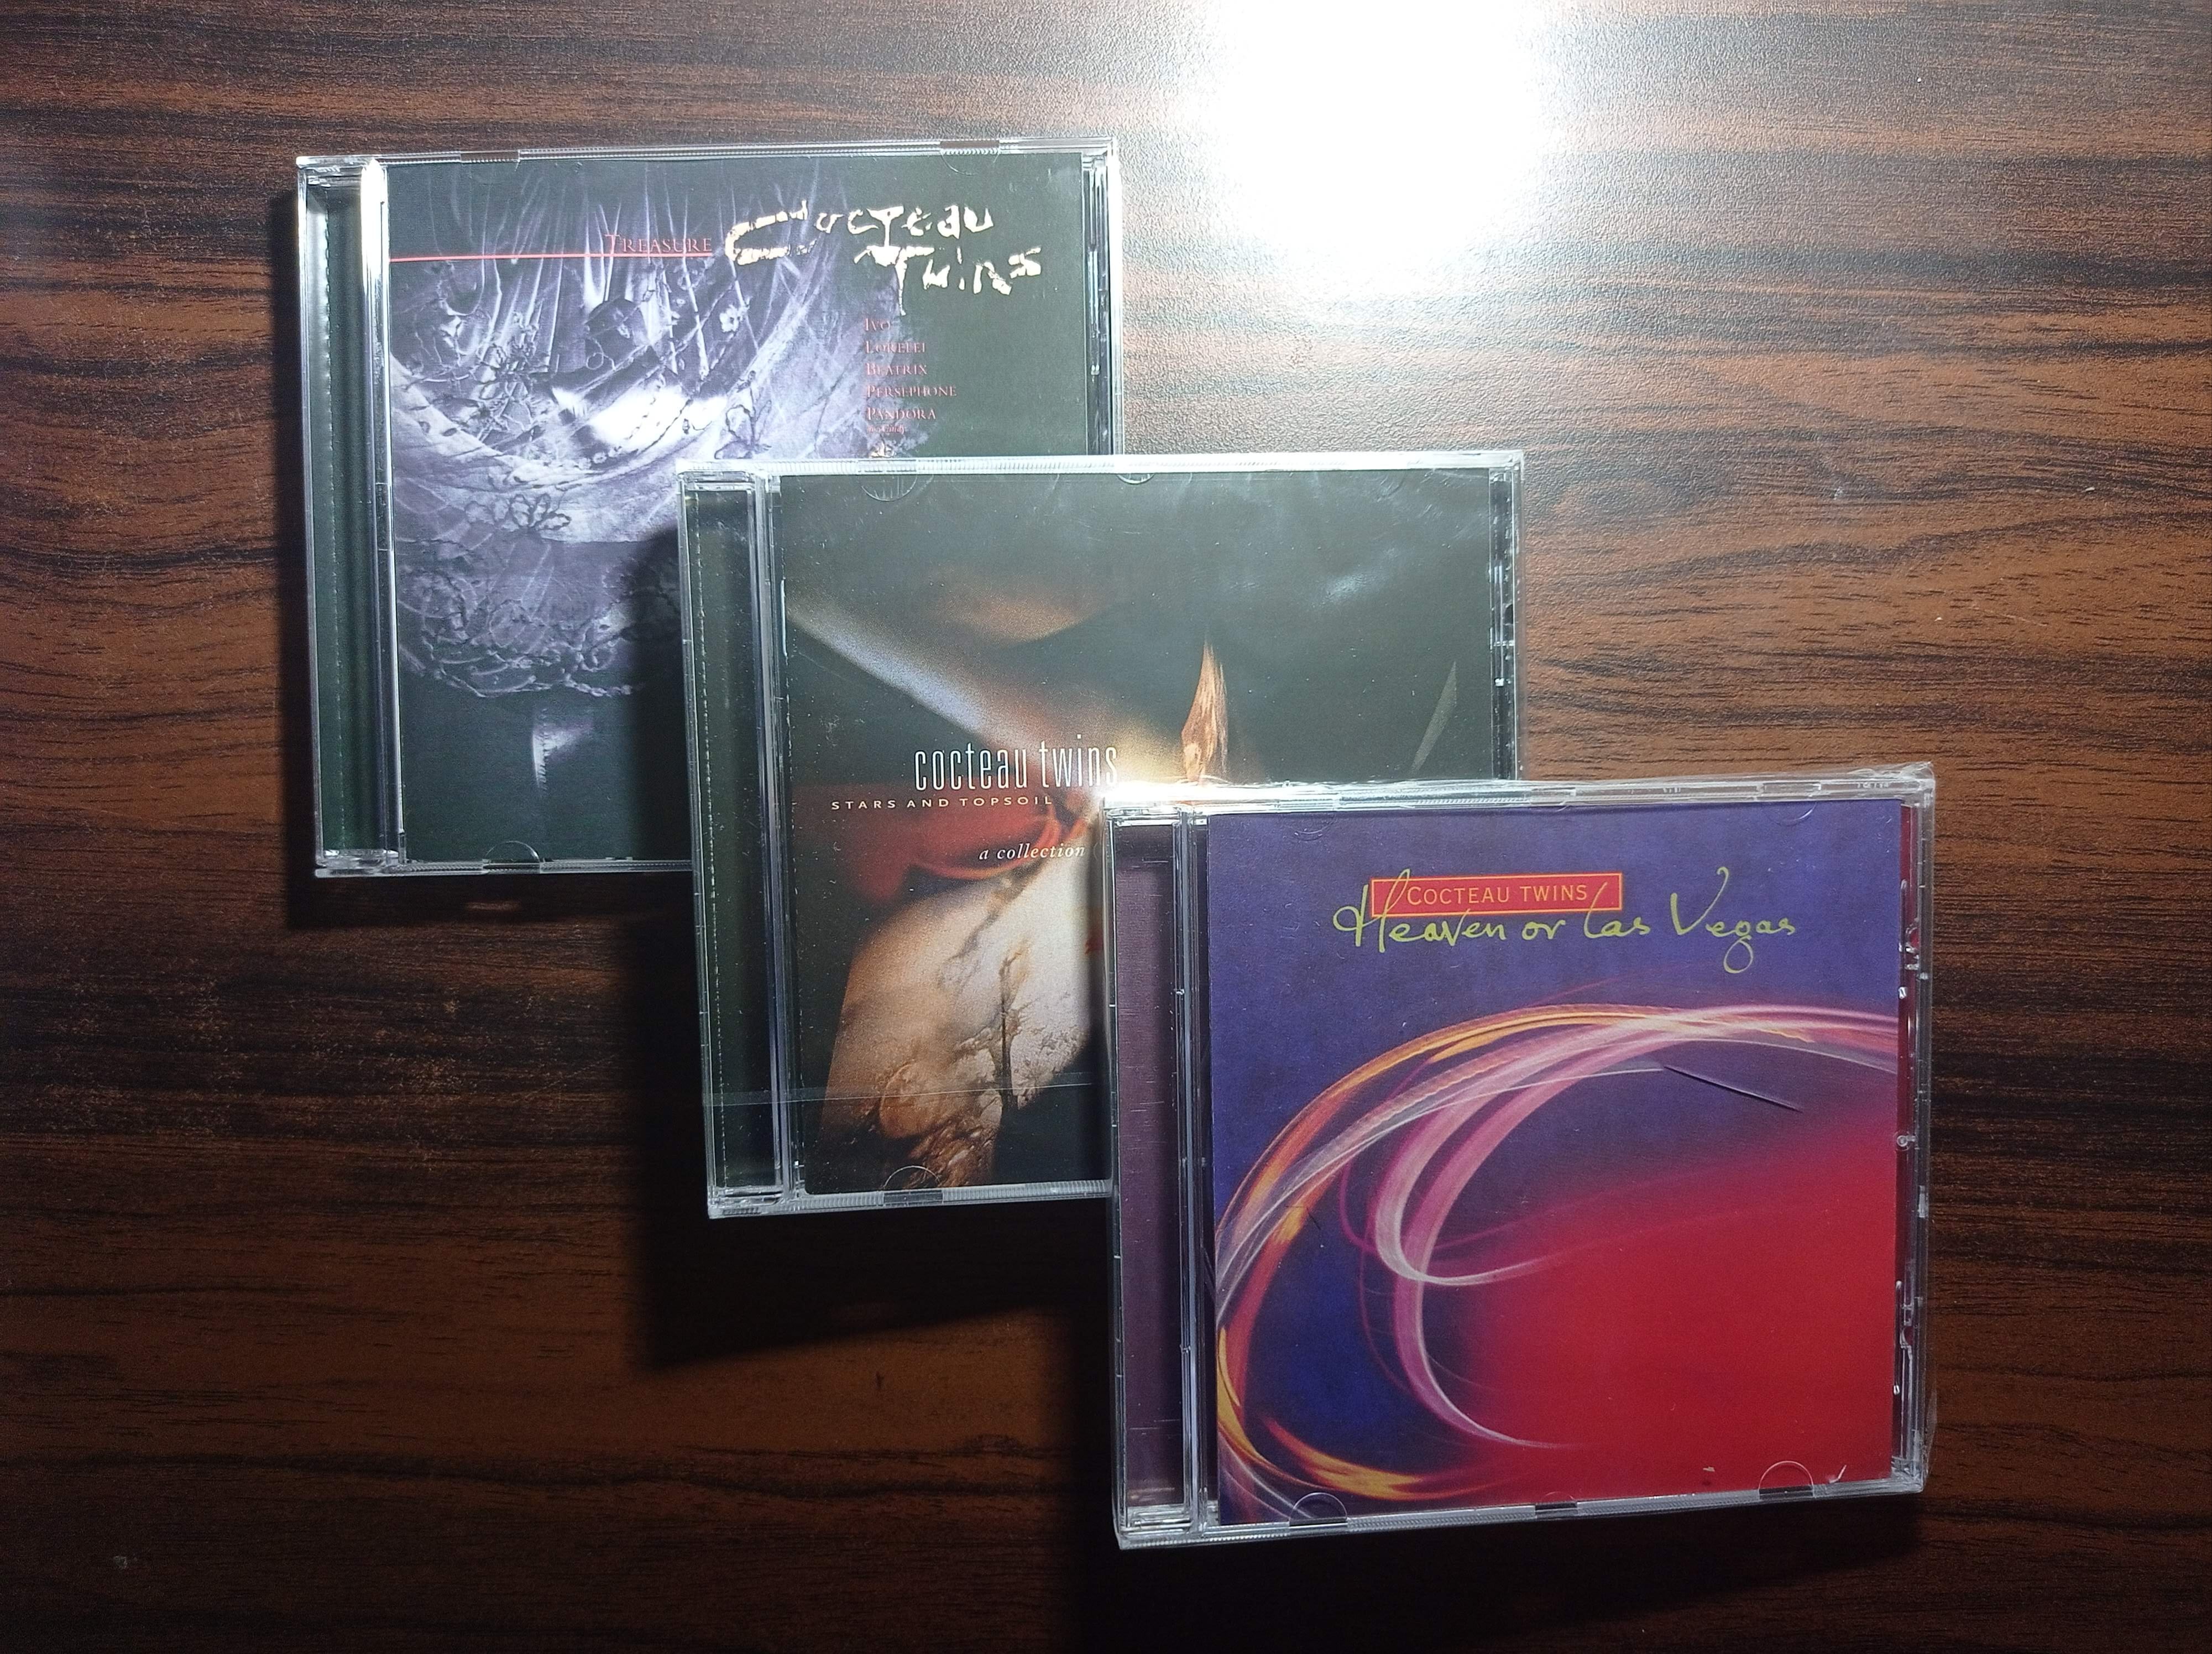 TREASURE
Cocteau
Twins
IVO
LORELEI
BEATRIX
PERSEPHONE
PANDORA
cocteau twins
STARS AND TOPSOIL
a collection
COCTEAU TWINS
Heaven or Las Vegas